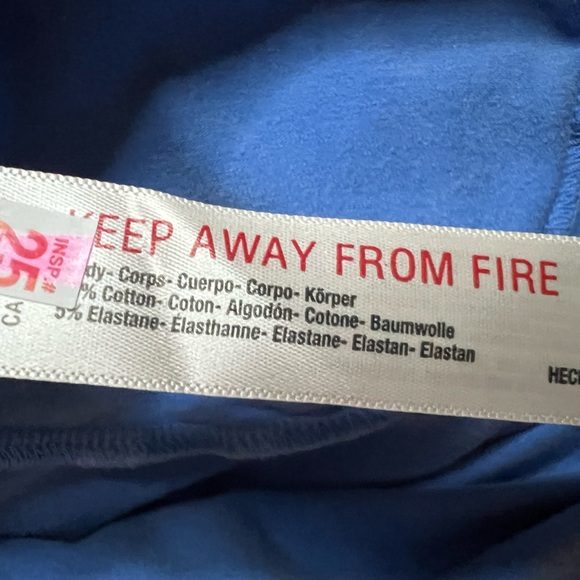 KEEP AWAY FROM FIRE
dy- Corps- Cuerpo- Corpo- Körper
% Cotton- Coton- Algodón- Cotone- Baumwolle
5% Elastane- Élasthanne- Elastane- Elastan- Elastan
INSP.#
25
CA